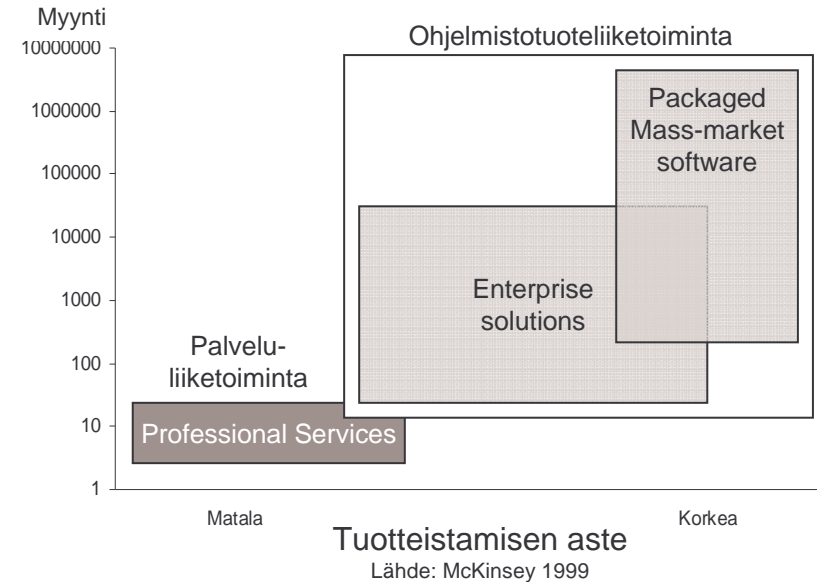 Myynti
10000000
1000000
100000
10000
1000
100
10
1
Ohjelmistotuoteliiketoiminta
Packaged
Mass-market
software
Enterprise
solutions
Palvelu-
liiketoiminta
Professional Services
Matala
Korkea
Tuotteistamisen aste
Lähde: McKinsey 1999